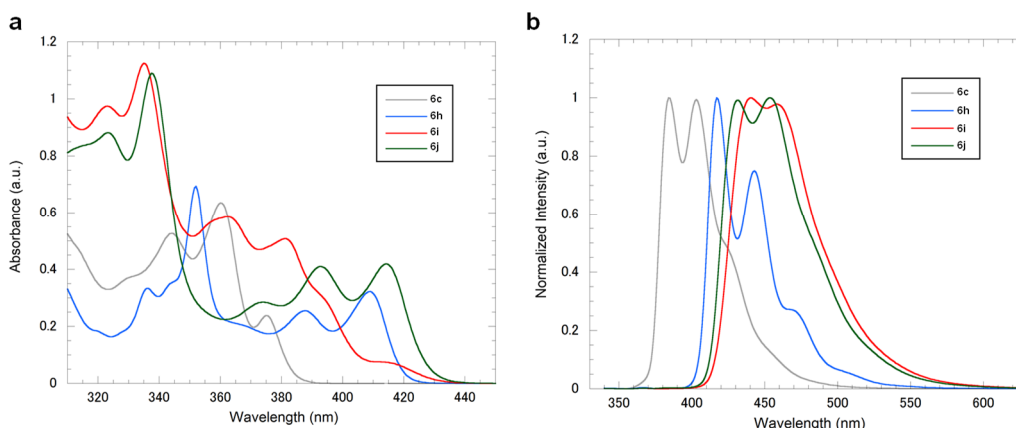 a
1.2
1
0.8
0.6
0.4
0.2
0
320 340 360 380 400 420 440
Absorbance (a.u.)
Wavelength (nm)
6c
6h
6i
6j
b
1.2
1
0.8
0.6
0.4
0.2
0
350 400 450 500 550 600
Normalized Intensity (a.u.)
Wavelength (nm)
6c
6h
6i
6j